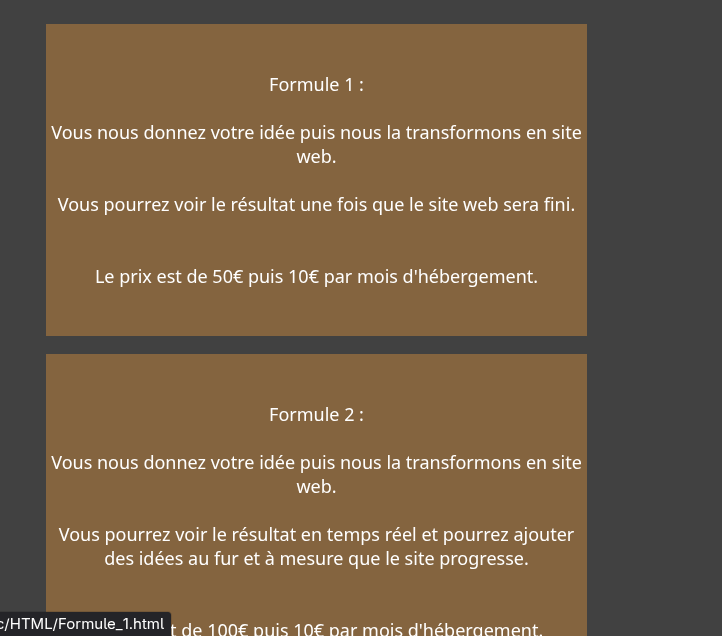 Formule 1 :
Vous nous donnez votre idée puis nous la transformons en site
web.
Vous pourrez voir le résultat une fois que le site web sera fini.
Le prix est de 50€ puis 10€ par mois d'hébergement.
Formule 2 :
Vous nous donnez votre idée puis nous la transformons en site
web.
Vous pourrez voir le résultat en temps réel et pourrez ajouter
des idées au fur et à mesure que le site progresse.
t de 100€ puis 10€ par mois d'hébergement.
c/HTML/Formule_1.html